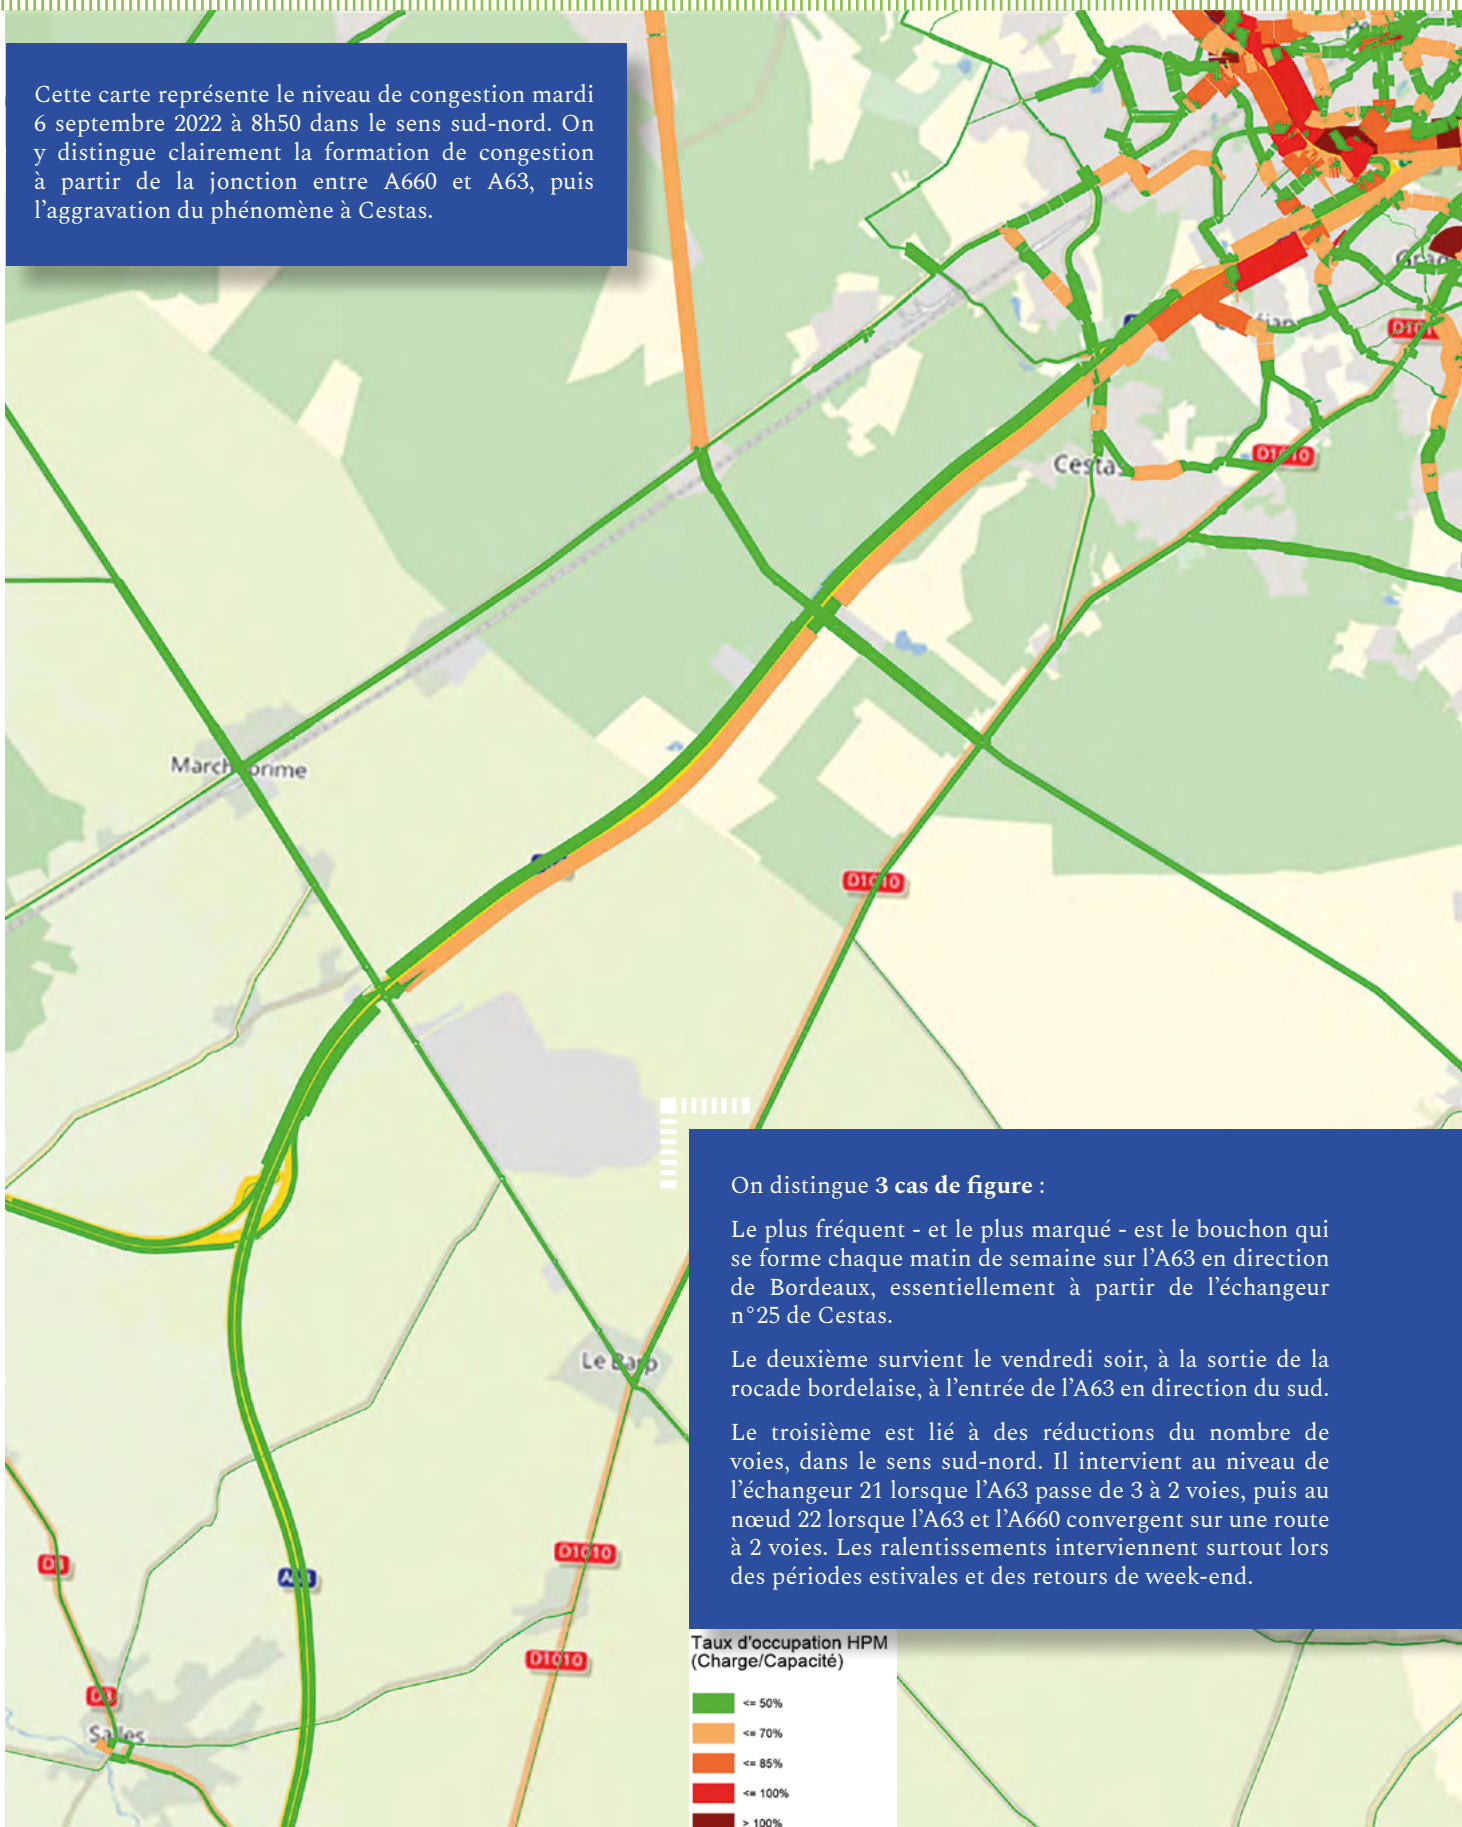 Cette carte représente le niveau de congestion mardi
6 septembre 2022 à 8h50 dans le sens sud-nord. On
y distingue clairement la formation de congestion
à partir de la jonction entre A660 et A63, puis
l'aggravation du phénomène à Cestas.
D1010
Cestas
D1010
Marcheprime
D1010
Le Barp
On distingue 3 cas de figure :
Le plus fréquent - et le plus marqué - est le bouchon qui
se forme chaque matin de semaine sur l'A63 en direction
de Bordeaux, essentiellement à partir de l'échangeur
n°25 de Cestas.
Le deuxième survient le vendredi soir, à la sortie de la
rocade bordelaise, à l'entrée de l'A63 en direction du sud.
Le troisième est lié à des réductions du nombre de
voies, dans le sens sud-nord. Il intervient au niveau de
l'échangeur 21 lorsque l'A63 passe de 3 à 2 voies, puis au
nœud 22 lorsque l'A63 et l'A660 convergent sur une route
à 2 voies. Les ralentissements interviennent surtout lors
des périodes estivales et des retours de week-end.
D1010
D3
A63
D1010
D3
Salles
Taux d'occupation HPM
(Charge/Capacité)
<= 50%
<= 70%
<= 85%
<= 100%
> 100%